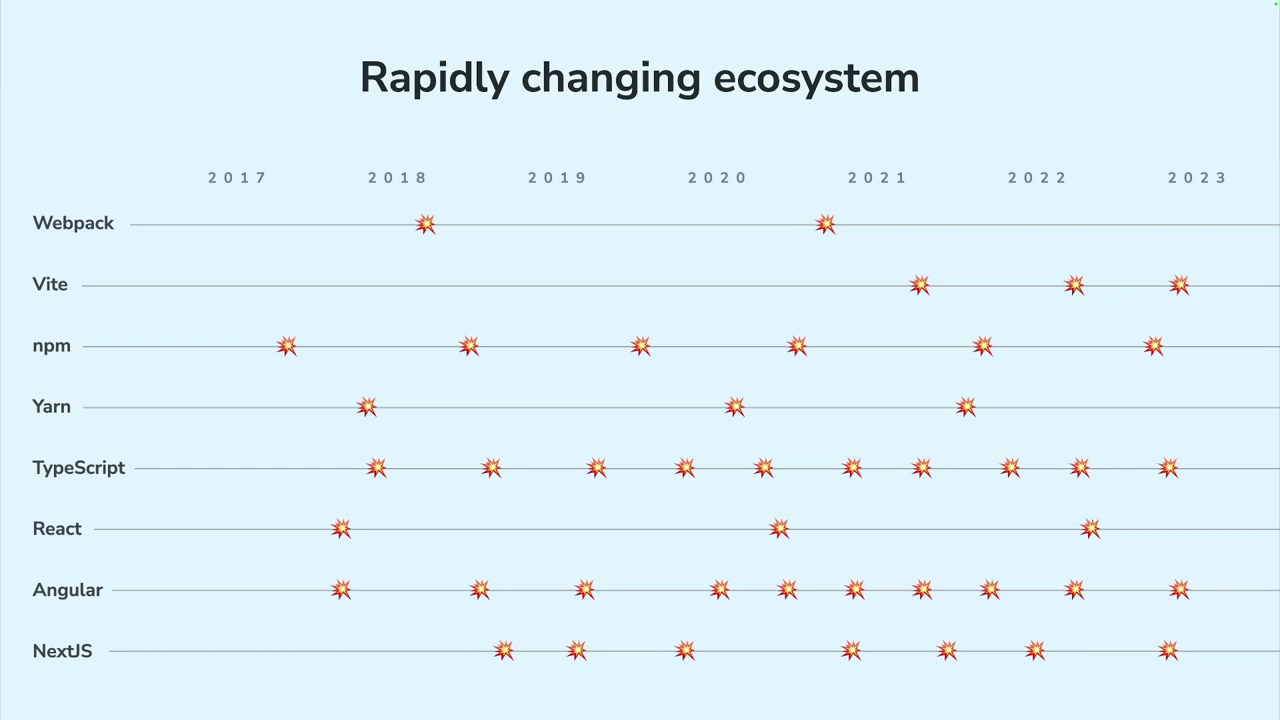 Rapidly changing ecosystem
2017 2018 2019 2020 2021 2022 2023
Webpack
Vite
npm
Yarn
TypeScript
React
Angular
NextJS